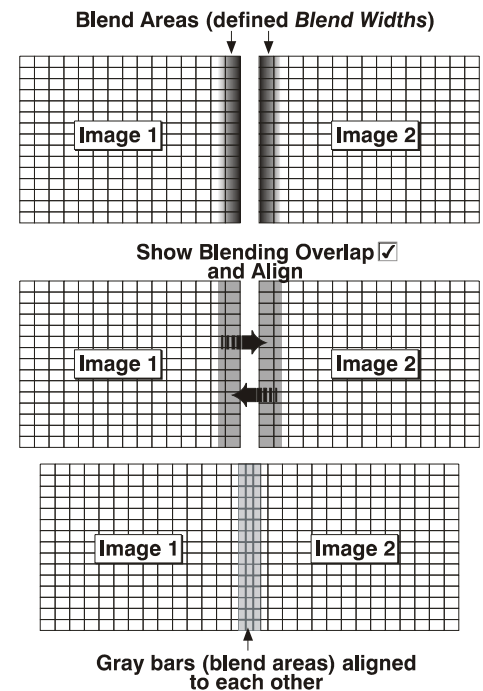 Blend Areas (defined Blend Widths)
Image 1
Image 2
Show Blending Overlap
and Align
Image 1
Image 2
Image 1
Image 2
Gray bars (blend areas) aligned
to each other